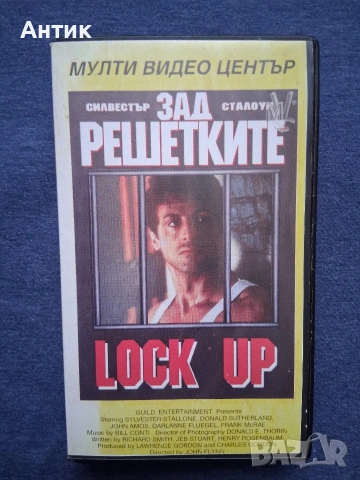 Антик
МУЛТИ ВИДЕО ЦЕНТЪР
СИЛВЕСТЪР ЗАД СТАЛОУН
РЕШЕТКИТЕ
LOCK UP
GUILD ENTERTAINMENT Presents
Starring SYLVESTER STALLONE, DONALD SUTHERLAND,
JOHN AMOS, DARLANNE FLUEGEL, FRANK McRAE,
Music by BILL CONTI Director of Photography DONALD E. THORIN
Written by RICHARD SMITH, JEB STUART, HENRY ROSENBAUM
Produced by LAWRENCE GORDON and CHARLES GORDON
Directed by JOHN FLYNN
BAZAR